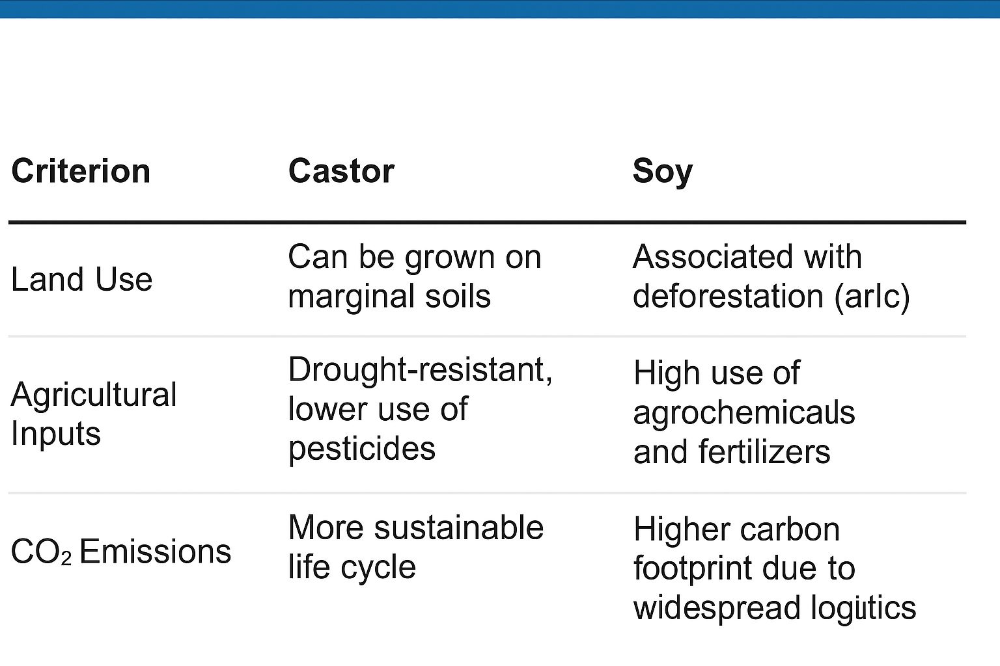 Criterion Castor Soy
Land Use
Can be grown on
marginal soils
Associated with
deforestation (arlc)
Agricultural
Inputs
Drought-resistant,
lower use of
pesticides
High use of
agrochemicauls
and fertilizers
CO₂ Emissions
More sustainable
life cycle
Higher carbon
footprint due to
widespread